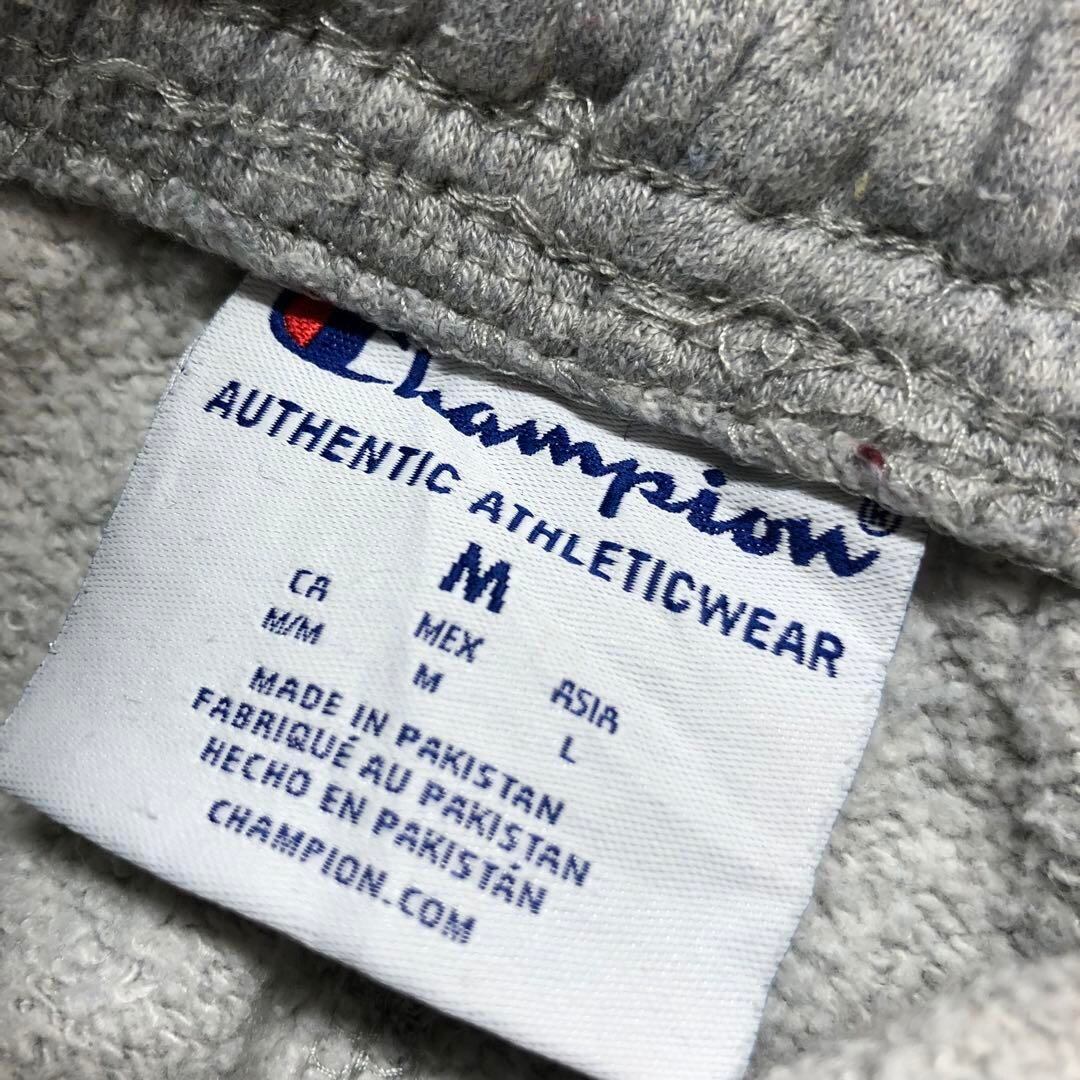 Champion®
AUTHENTIC ATHLETICWEAR
M
CA MEX ASIA
M/M M L
MADE IN PAKISTAN
FABRIQUÉ AU PAKISTAN
HECHO EN PAKISTÁN
CHAMPION.COM